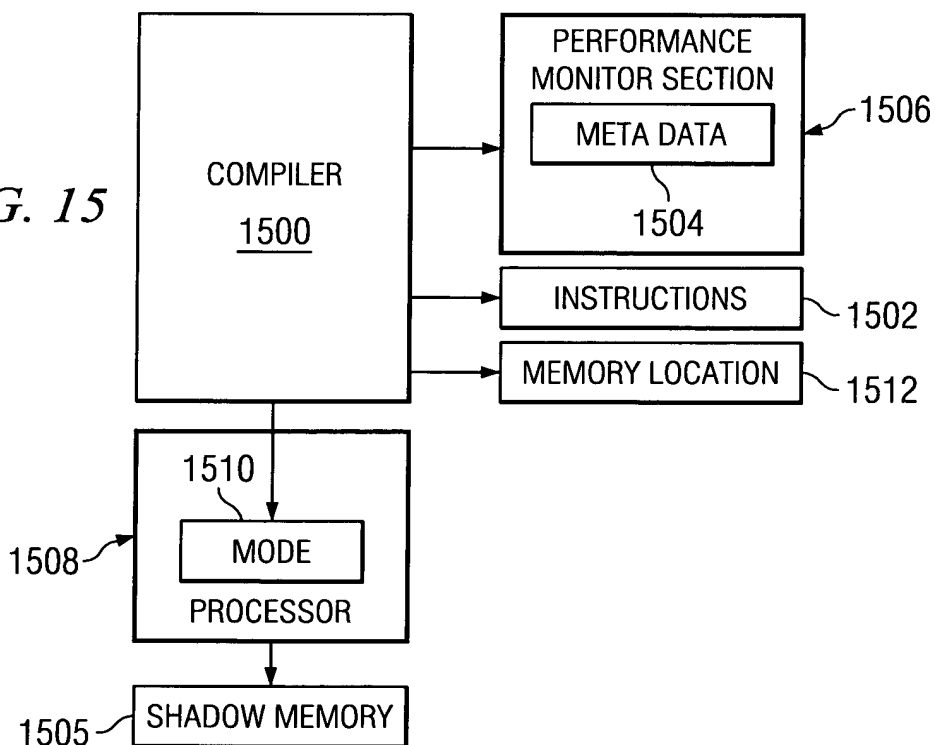 G. 15
COMPILER
1500
PERFORMANCE
MONITOR SECTION
META DATA
1504
1506
INSTRUCTIONS
1502
MEMORY LOCATION
1512
1510
MODE
PROCESSOR
1508
SHADOW MEMORY
1505